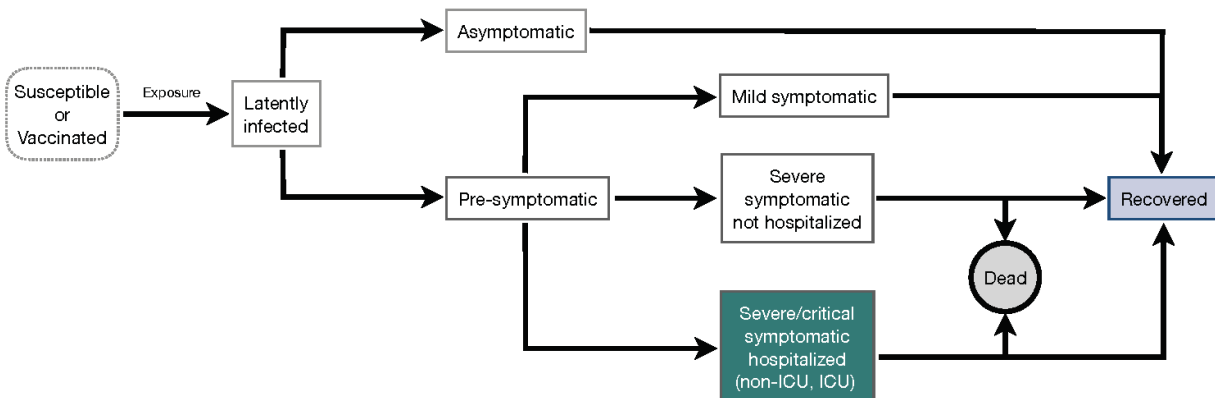 Susceptible
or
Vaccinated
Exposure
Latently
infected
Asymptomatic
Pre-symptomatic
Mild symptomatic
Severe
symptomatic
not hospitalized
Severe/critical
symptomatic
hospitalized
(non-ICU, ICU)
Dead
Recovered